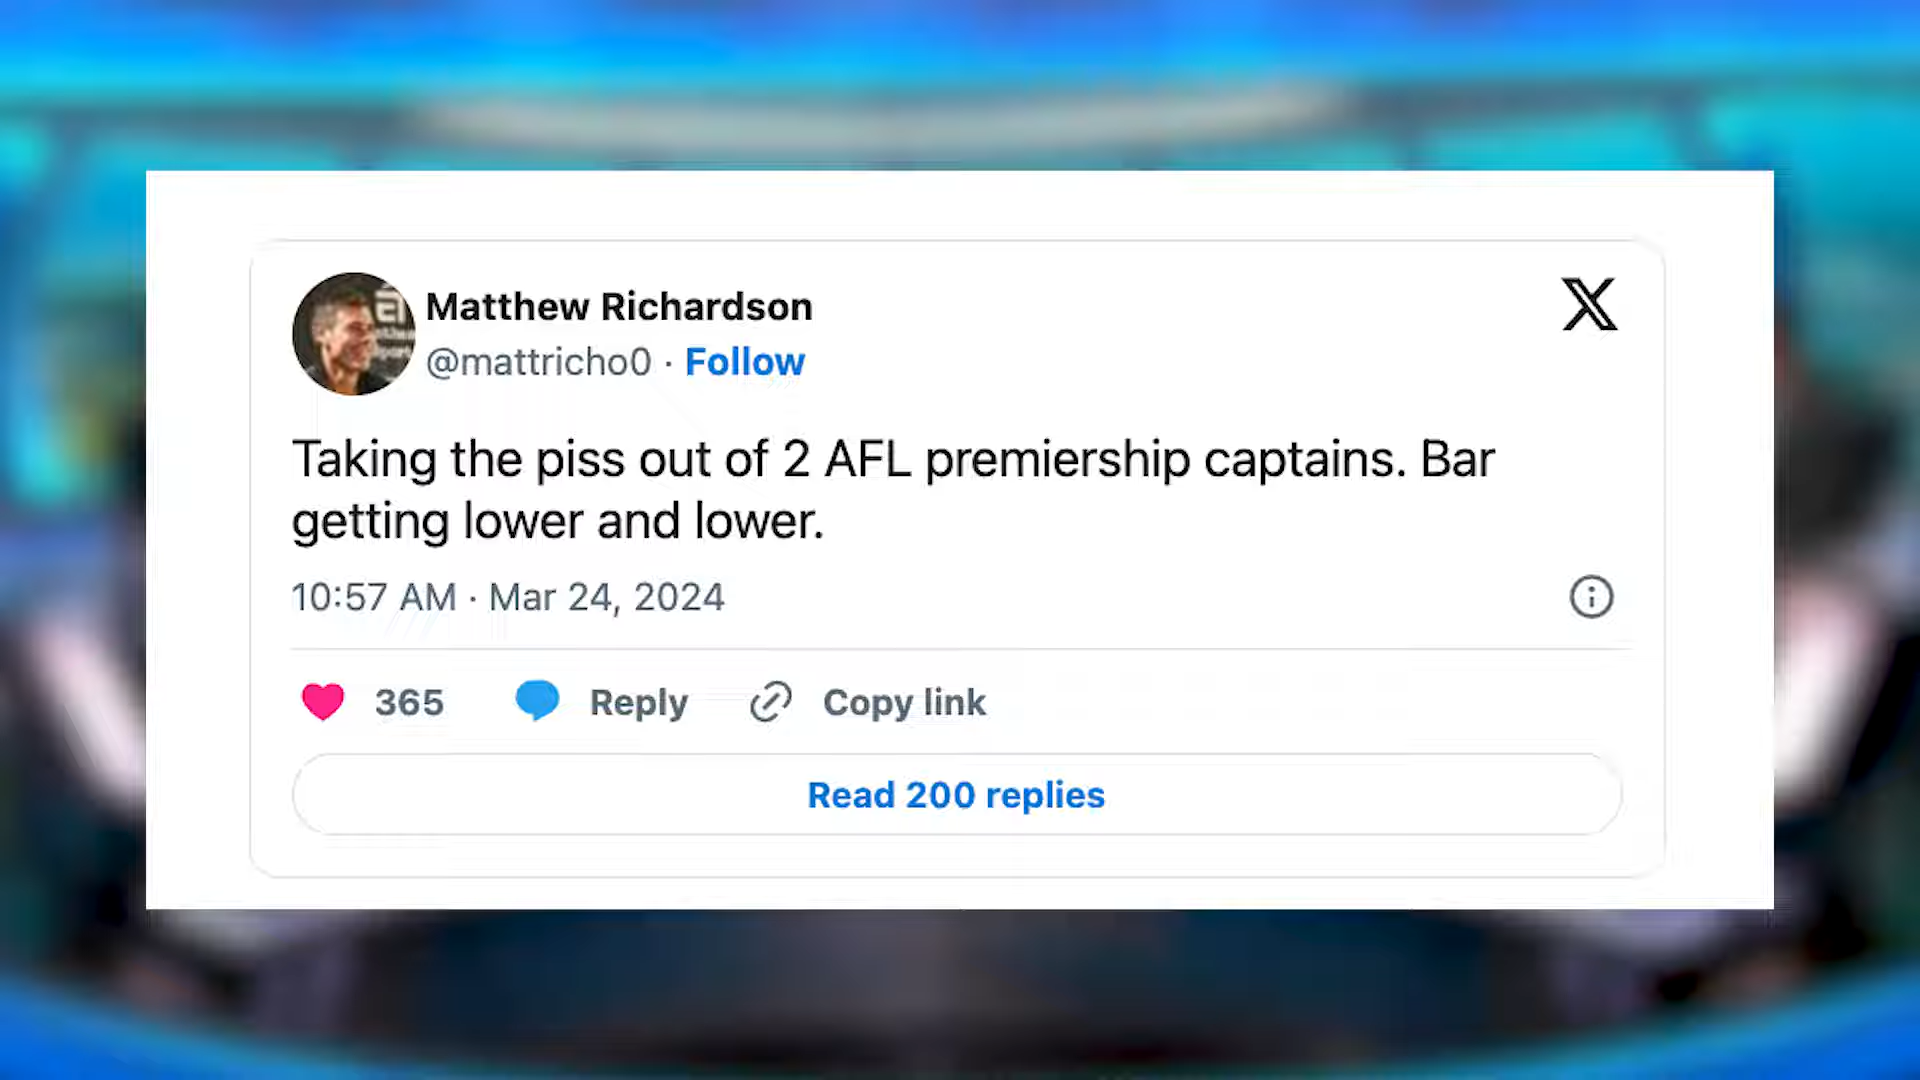 Matthew Richardson
@mattricho0 · Follow
Taking the piss out of 2 AFL premiership captains. Bar
getting lower and lower.
10:57 AM · Mar 24, 2024
365 Reply Copy link
Read 200 replies